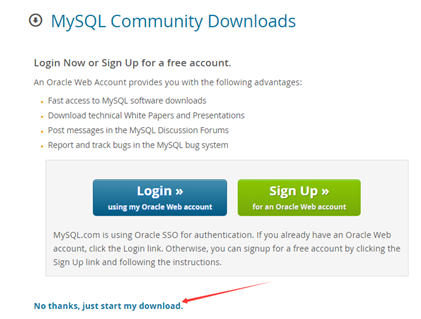 MySQL Community Downloads
Login Now or Sign Up for a free account.
An Oracle Web Account provides you with the following advantages:
Fast access to MySQL software downloads
Download technical White Papers and Presentations
Post messages in the MySQL Discussion Forums
Report and track bugs in the MySQL bug system
Login »
using my Oracle Web account
Sign Up »
for an Oracle Web account
MySQL.com is using Oracle SSO for authentication. If you already have an Oracle Web
account, click the Login link. Otherwise, you can signup for a free account by clicking the
Sign Up link and following the instructions.
No thanks, just start my download.